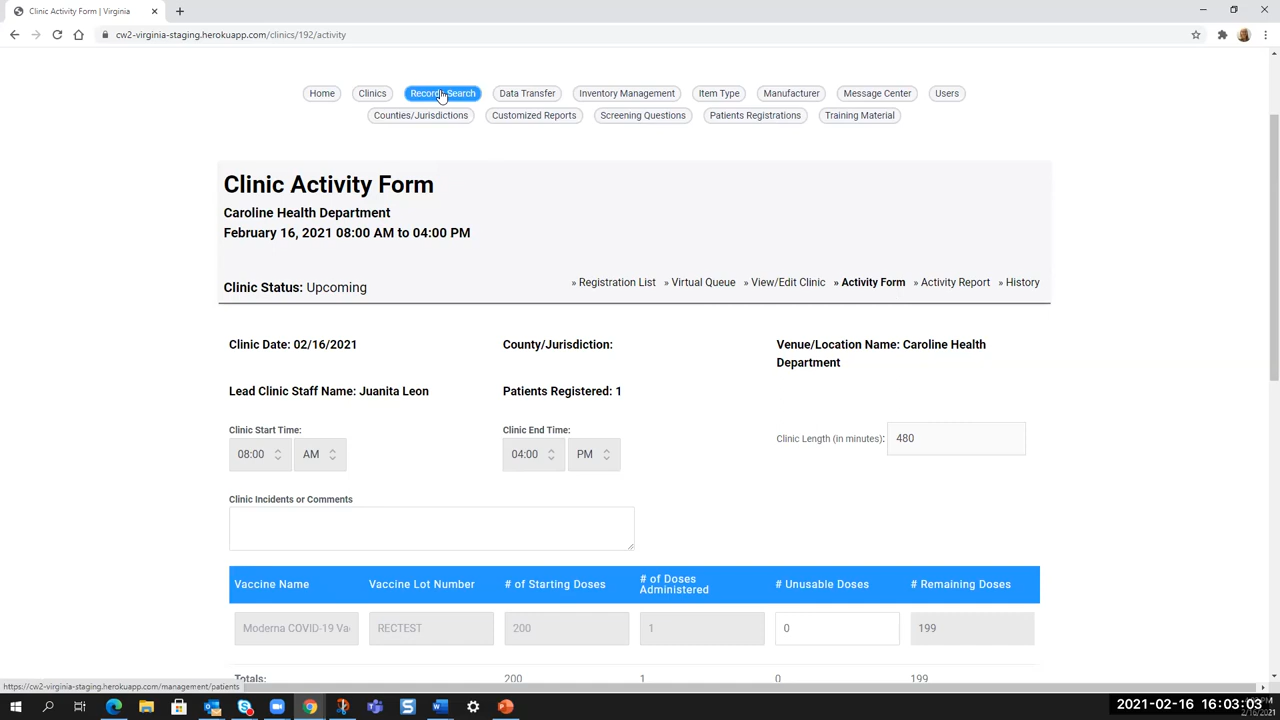 Clinic Activity Form | Virginia
cw2-virginia-staging.herokuapp.com/clinics/192/activity
Home Clinics Records Search Data Transfer Inventory Management Item Type Manufacturer Message Center Users
Counties/Jurisdictions Customized Reports Screening Questions Patients Registrations Training Material
Clinic Activity Form
Caroline Health Department
February 16, 2021 08:00 AM to 04:00 PM
Clinic Status: Upcoming
» Registration List » Virtual Queue » View/Edit Clinic » Activity Form » Activity Report » History
Clinic Date: 02/16/2021 County/Jurisdiction: Venue/Location Name: Caroline Health
Department
Lead Clinic Staff Name: Juanita Leon Patients Registered: 1
Clinic Start Time: Clinic End Time:
08:00 AM 04:00 PM Clinic Length (in minutes): 480
Clinic Incidents or Comments
Vaccine Name Vaccine Lot Number # of Starting Doses # of Doses Administered # Unusable Doses # Remaining Doses
Moderna COVID-19 Va RECTEST 200 1 0 199
Totals: 200 1 0 199
https://cw2-virginia-staging.herokuapp.com/management/patients
2021-02-16 16:03:03